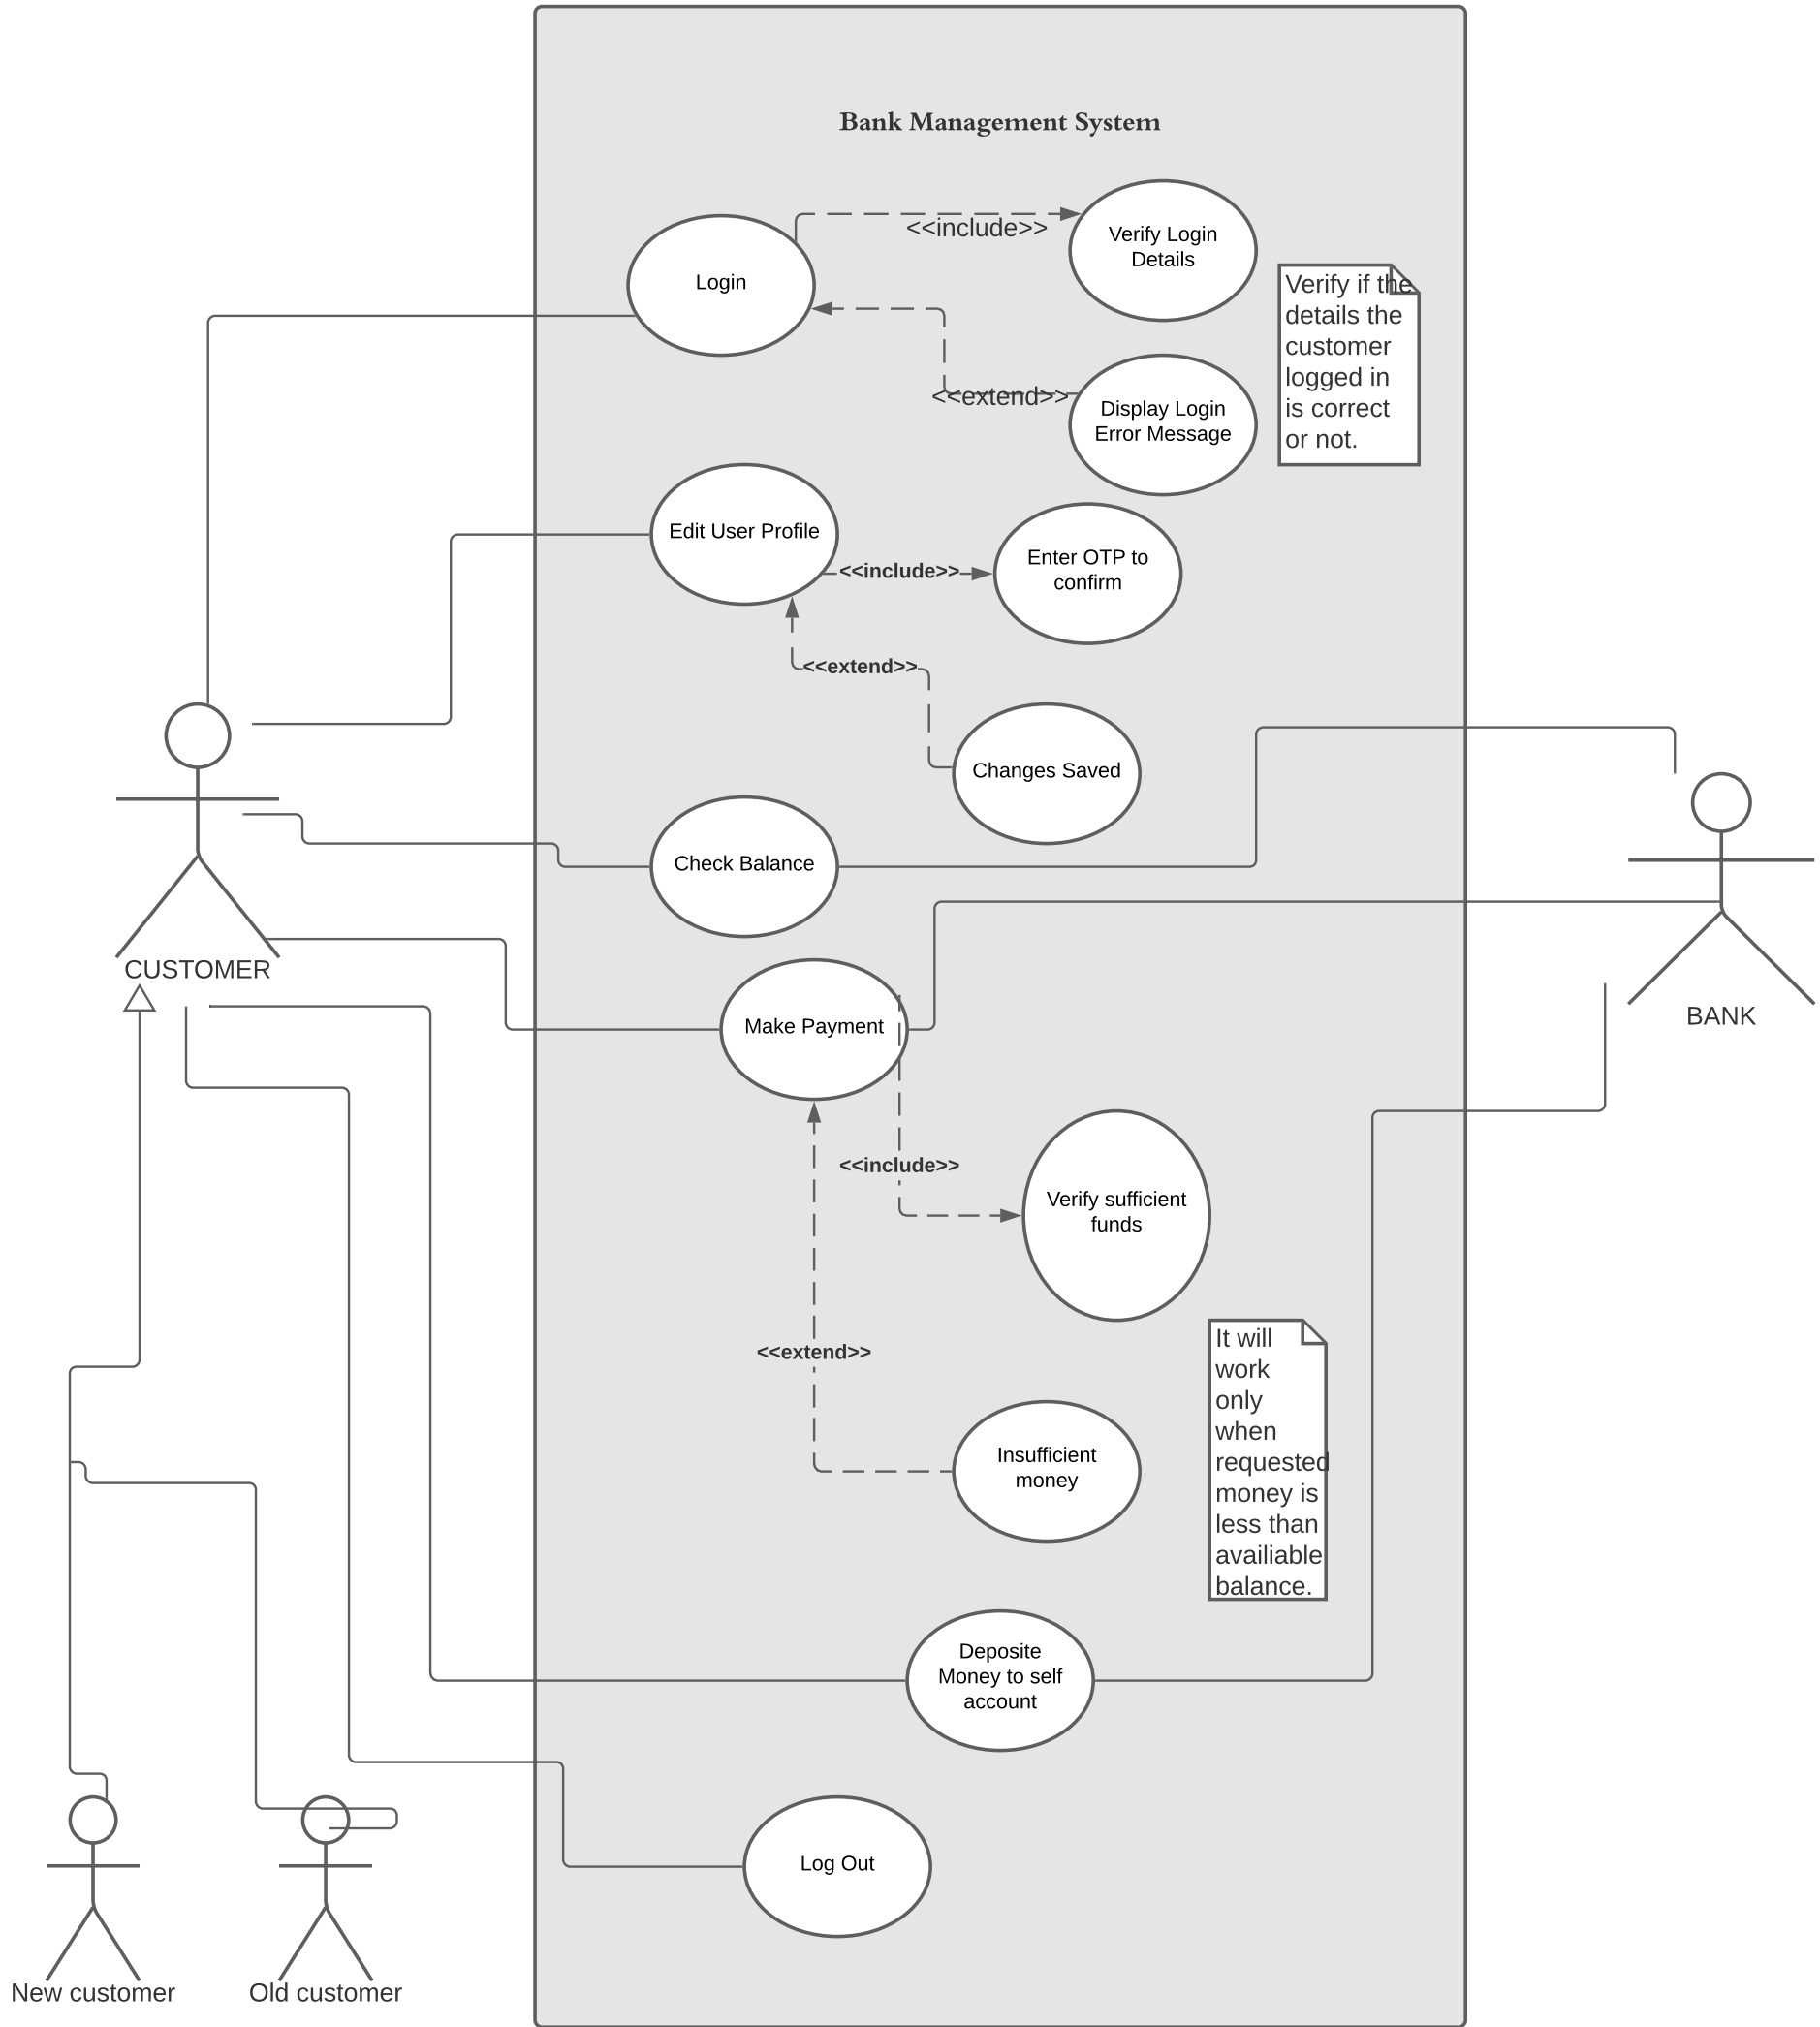 Bank Management System
<<include>>
Verify Login
Details
Login
Verify if the
details the
customer
logged in
is correct
or not.
<<extend>>
Display Login
Error Message
Edit User Profile
<<include>>
Enter OTP to
confirm
<<extend>>
Changes Saved
Check Balance
CUSTOMER
BANK
Make Payment
<<include>>
Verify sufficient
funds
<<extend>>
It will
work
only
when
requested
money is
less than
availiable
balance.
Insufficient
money
Deposite
Money to self
account
Log Out
New customer
Old customer